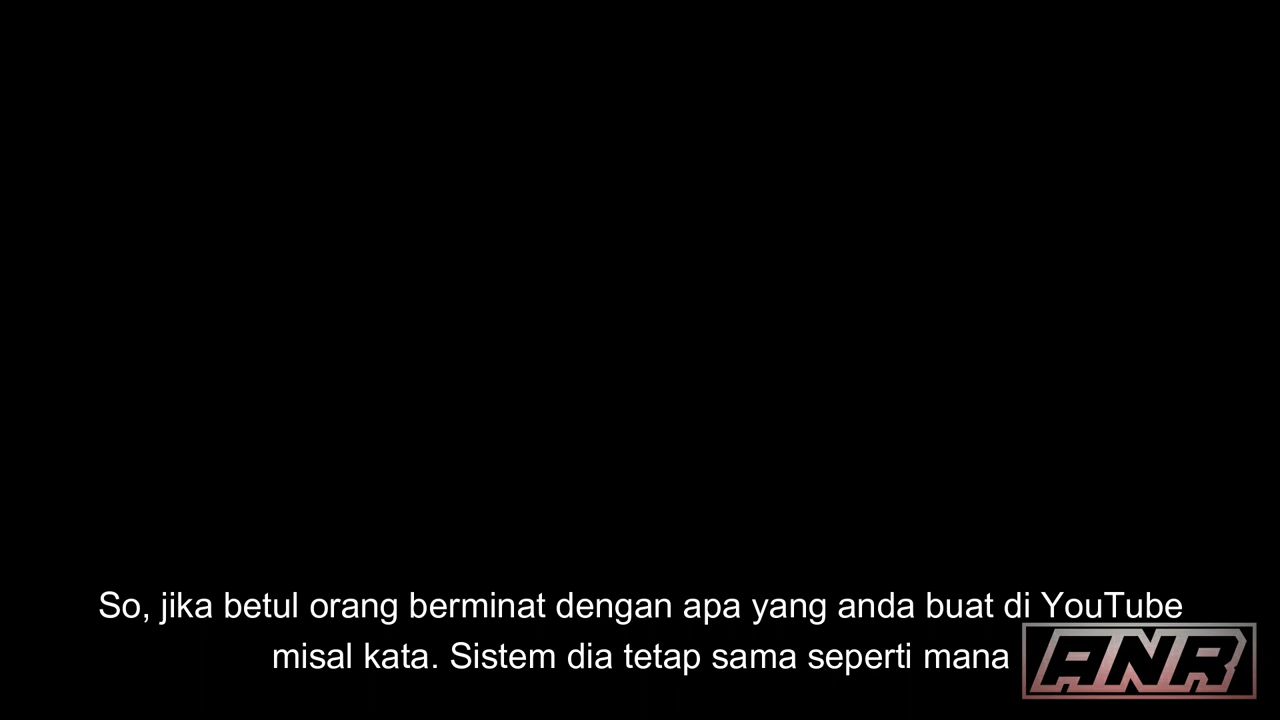 So, jika betul orang berminat dengan apa yang anda buat di YouTube
misal kata. Sistem dia tetap sama seperti mana
ANR